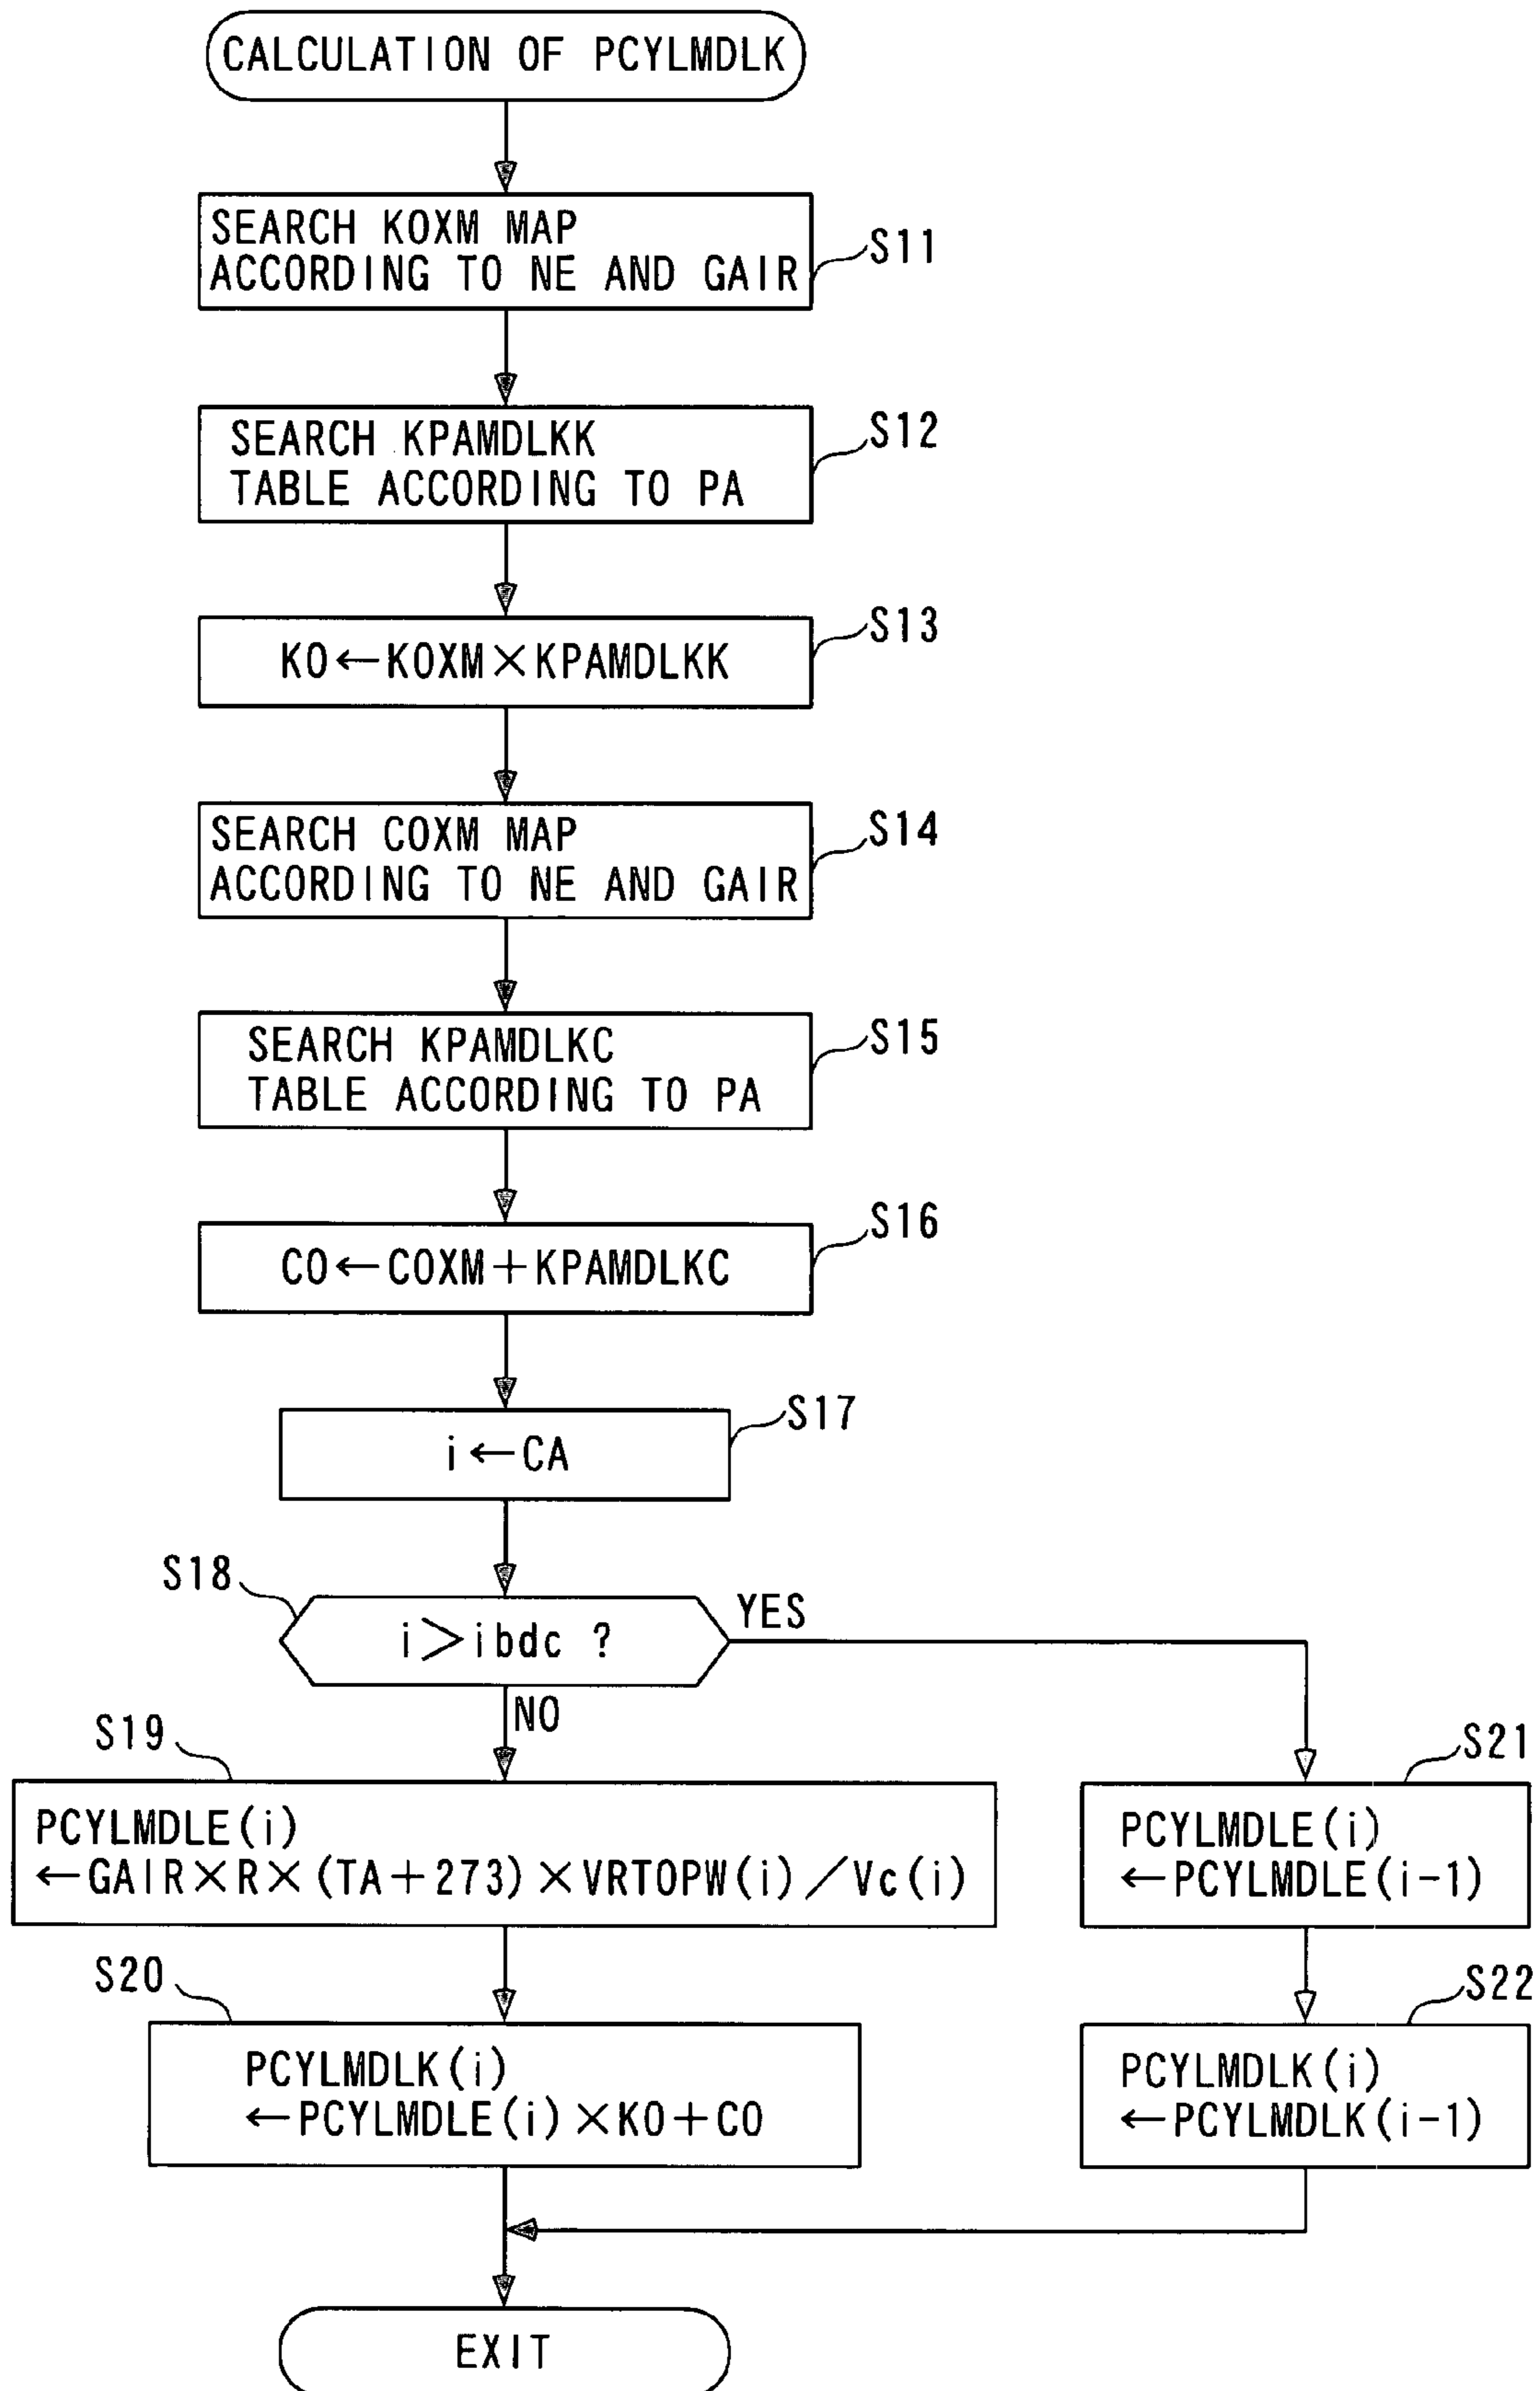 CALCULATION OF PCYLMDLK
SEARCH KOXM MAP
ACCORDING TO NE AND GAIR
S11
SEARCH KPAMDLKK
TABLE ACCORDING TO PA
S12
KO←KOXM×KPAMDLKK
S13
SEARCH COXM MAP
ACCORDING TO NE AND GAIR
S14
SEARCH KPAMDLKC
TABLE ACCORDING TO PA
S15
CO←COXM+KPAMDLKC
S16
i←CA
S17
S18
i>ibdc ?
YES
NO
S19
PCYLMDLE(i)
←GAIR×R×(TA+273)×VRTOPW(i)/Vc(i)
S21
PCYLMDLE(i)
←PCYLMDLE(i-1)
S20
PCYLMDLK(i)
←PCYLMDLE(i)×KO+CO
S22
PCYLMDLK(i)
←PCYLMDLK(i-1)
EXIT